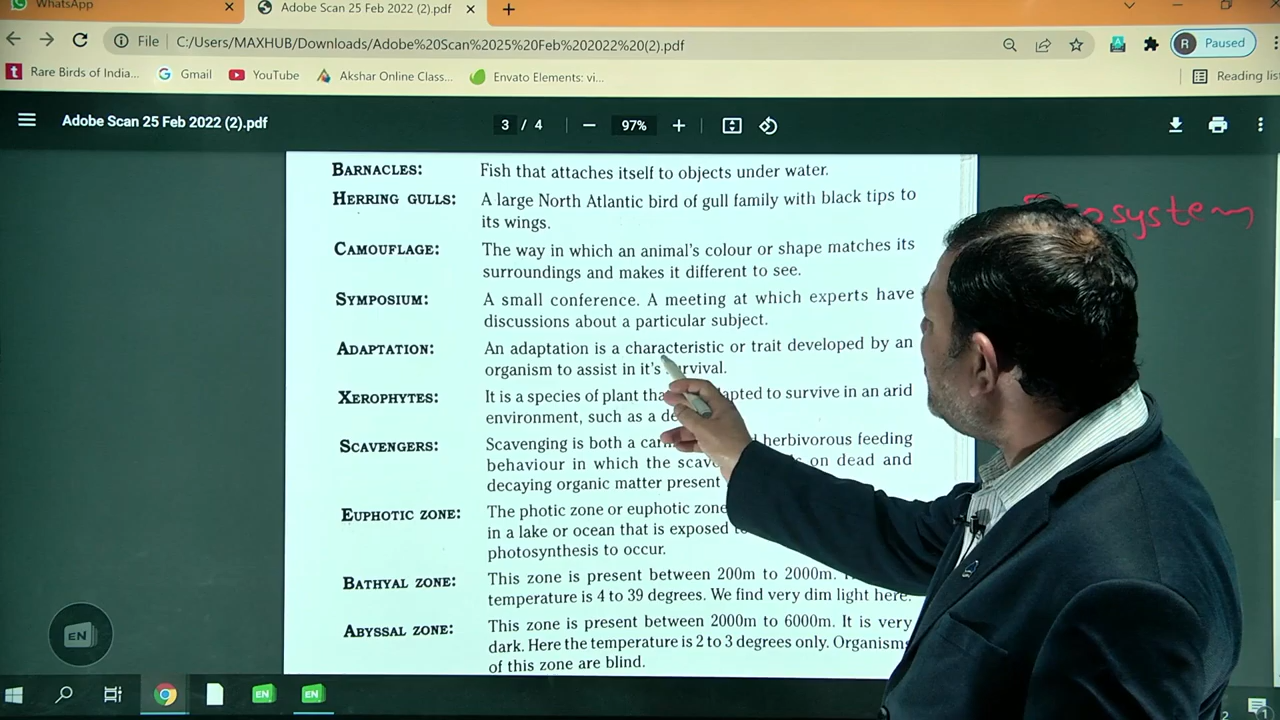 WhatsApp
Adobe Scan 25 Feb 2022 (2).pdf
File C:/Users/MAXHUB/Downloads/Adobe%20Scan%2025%20Feb%202022%20(2).pdf
R Paused
Rare Birds of India... Gmail YouTube Akshar Online Class... Envato Elements: vi... Reading list
Adobe Scan 25 Feb 2022 (2).pdf 3 / 4 97%
BARNACLES: Fish that attaches itself to objects under water.
HERRING GULLS: A large North Atlantic bird of gull family with black tips to
its wings.
CAMOUFLAGE: The way in which an animal's colour or shape matches its
surroundings and makes it different to see.
SYMPOSIUM: A small conference. A meeting at which experts have
discussions about a particular subject.
ADAPTATION: An adaptation is a characteristic or trait developed by an
organism to assist in it's survival.
XEROPHYTES: It is a species of plant adapted to survive in an arid
environment, such as a
SCAVENGERS: Scavenging is both a herbivorous feeding
behaviour in which the on dead and
decaying organic matter present
EUPHOTIC ZONE: The photic zone or euphotic zone
in a lake or ocean that is exposed
photosynthesis to occur.
BATHYAL ZONE: This zone is present between 200m to 2000m.
temperature is 4 to 39 degrees. We find very dim light here.
ABYSSAL ZONE: This zone is present between 2000m to 6000m. It is very
dark. Here the temperature is 2 to 3 degrees only. Organisms
of this zone are blind.
Ecosystem
EN
EN EN